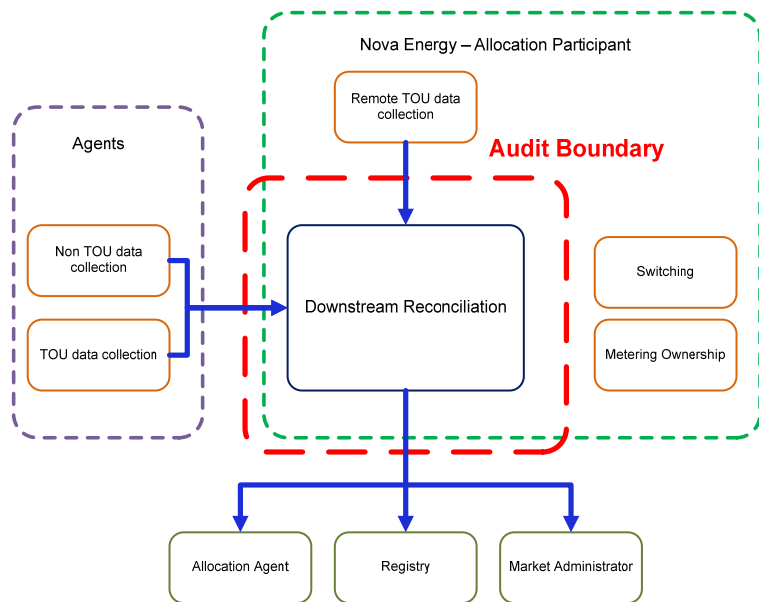 Nova Energy – Allocation Participant
Remote TOU data
collection
Agents
Audit Boundary
Non TOU data
collection
Downstream Reconciliation
Switching
TOU data collection
Metering Ownership
Allocation Agent
Registry
Market Administrator